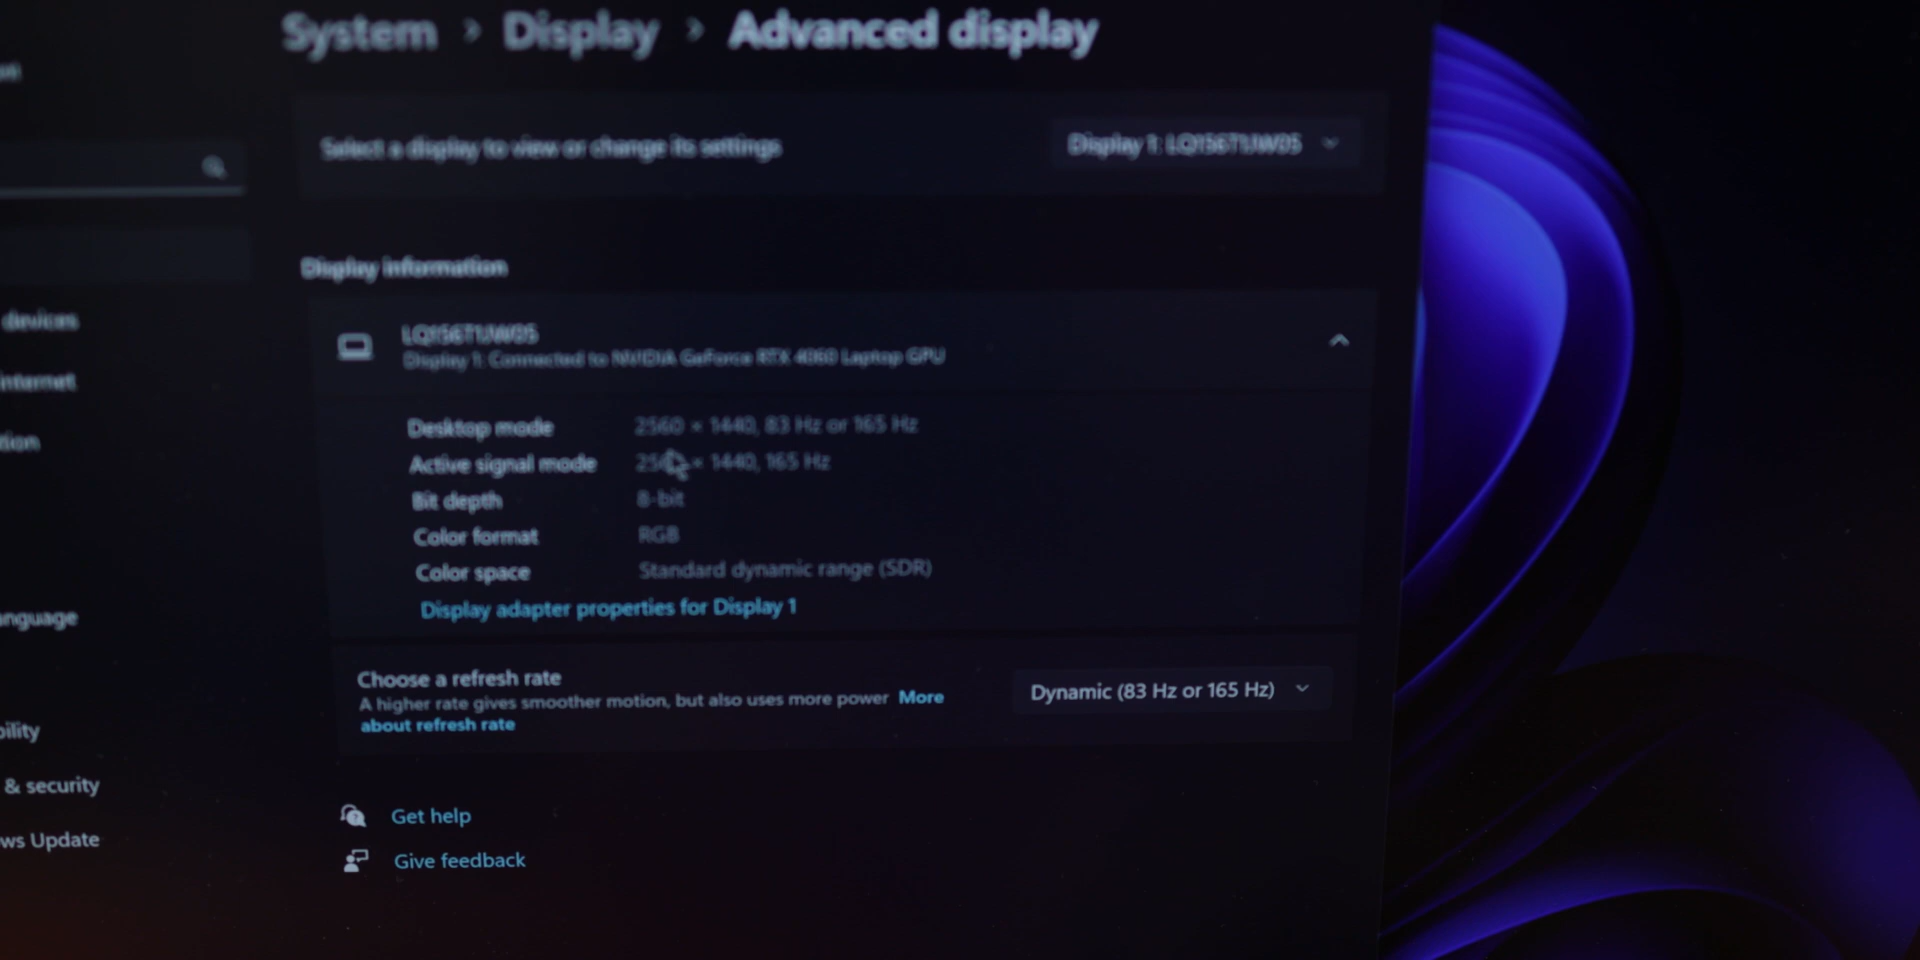 System > Display > Advanced display
Select a display to view or change its settings
Display 1: LQ156T1JW05
Display information
LQ156T1JW05
Display 1: Connected to NVIDIA GeForce RTX 4060 Laptop GPU
Desktop mode 2560 × 1440, 83 Hz or 165 Hz
Active signal mode 2560 × 1440, 165 Hz
Bit depth 8-bit
Color format RGB
Color space Standard dynamic range (SDR)
Display adapter properties for Display 1
Choose a refresh rate
A higher rate gives smoother motion, but also uses more power More
about refresh rate
Dynamic (83 Hz or 165 Hz)
Get help
Give feedback
devices
internet
tion
anguage
bility
& security
ws Update